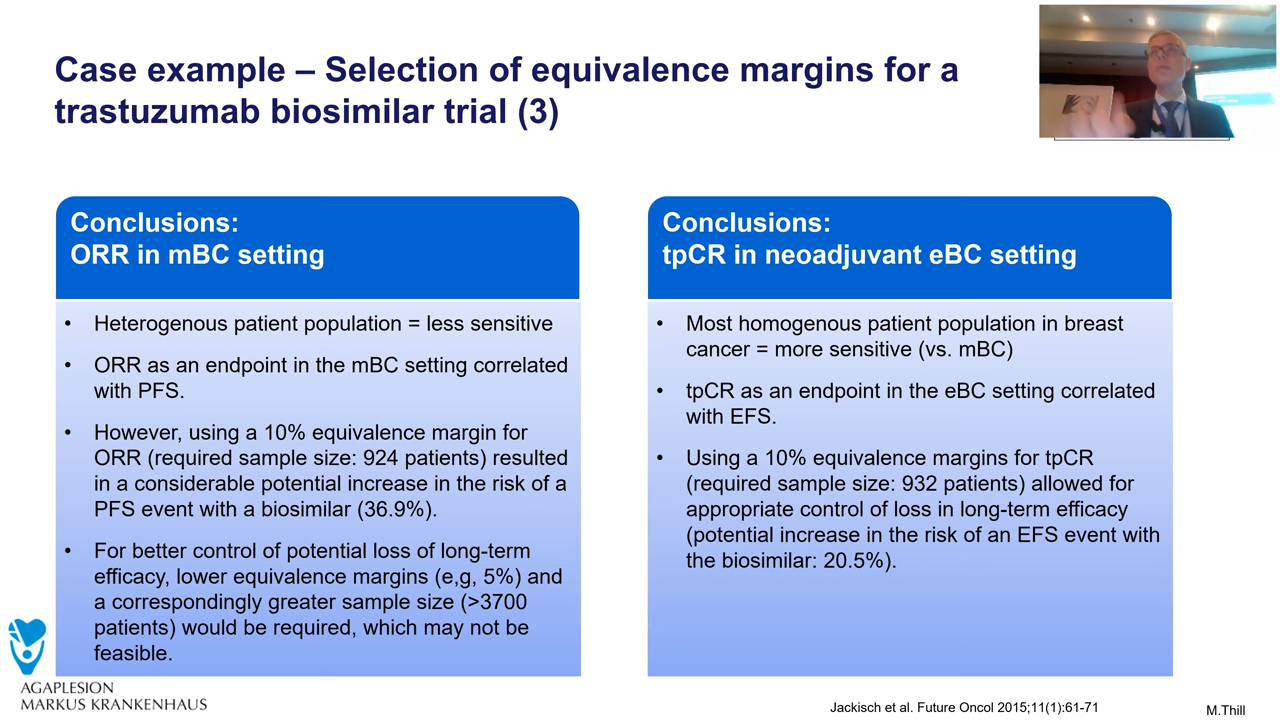 Case example – Selection of equivalence margins for a
trastuzumab biosimilar trial (3)
Conclusions:
ORR in mBC setting
• Heterogenous patient population = less sensitive
• ORR as an endpoint in the mBC setting correlated
with PFS.
• However, using a 10% equivalence margin for
ORR (required sample size: 924 patients) resulted
in a considerable potential increase in the risk of a
PFS event with a biosimilar (36.9%).
• For better control of potential loss of long-term
efficacy, lower equivalence margins (e,g, 5%) and
a correspondingly greater sample size (>3700
patients) would be required, which may not be
feasible.
Conclusions:
tpCR in neoadjuvant eBC setting
• Most homogenous patient population in breast
cancer = more sensitive (vs. mBC)
• tpCR as an endpoint in the eBC setting correlated
with EFS.
• Using a 10% equivalence margins for tpCR
(required sample size: 932 patients) allowed for
appropriate control of loss in long-term efficacy
(potential increase in the risk of an EFS event with
the biosimilar: 20.5%).
AGAPLESION
MARKUS KRANKENHAUS
Jackisch et al. Future Oncol 2015;11(1):61-71
M.Thill